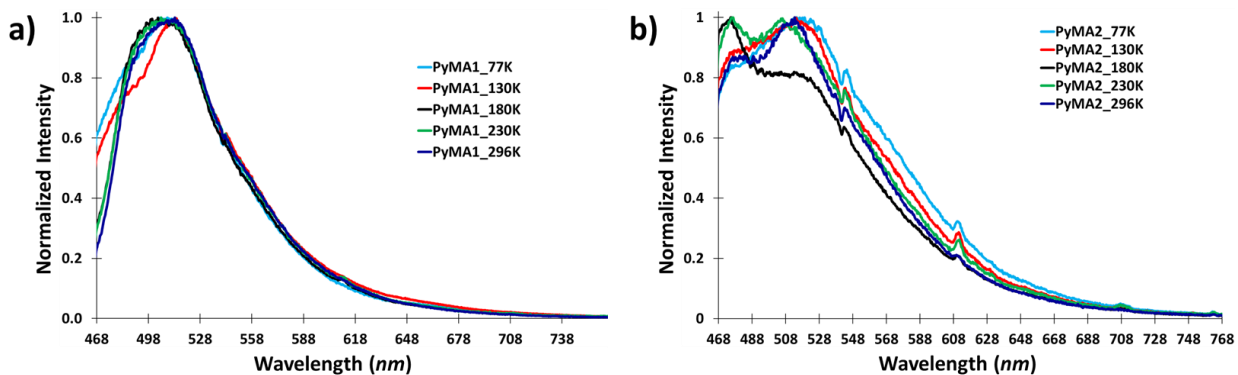 a)
1.0
0.8
0.6
0.4
0.2
0.0
Normalized Intensity
468 498 528 558 588 618 648 678 708 738
Wavelength (nm)
PyMA1_77K
PyMA1_130K
PyMA1_180K
PyMA1_230K
PyMA1_296K
b)
1
0.8
0.6
0.4
0.2
0
Normalized Intensity
468 488 508 528 548 568 588 608 628 648 668 688 708 728 748 768
Wavelength (nm)
PyMA2_77K
PyMA2_130K
PyMA2_180K
PyMA2_230K
PyMA2_296K